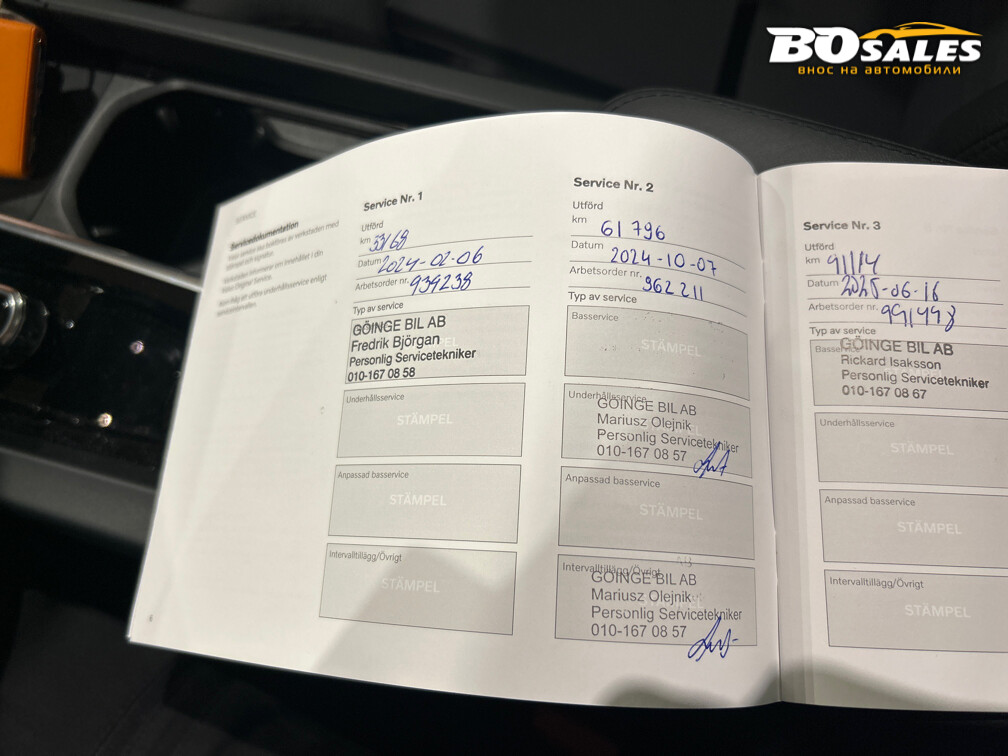 BOSALES
внос на автомобили
SERVICE
Servicedokumentation
Service Nr. 1
Utförd
km 33168
Datum 2024-02-06
Arbetsorder nr. 939238
Typ av service
GÖINGE BIL AB
Fredrik Björgan
Personlig Servicetekniker
010-167 08 58
Underhållsservice
STÄMPEL
Anpassad basservice
STÄMPEL
Intervalltillägg/Övrigt
STÄMPEL
Service Nr. 2
Utförd
km 61 796
Datum 2024-10-07
Arbetsorder nr. 962211
Typ av service
Basservice
STÄMPEL
Underhållsservice
GÖINGE BIL AB
Mariusz Olejnik
Personlig Servicetekniker
010-167 08 57
Anpassad basservice
STÄMPEL
Intervalltillägg/Övrigt
GÖINGE BIL AB
Mariusz Olejnik
Personlig Servicetekniker
010-167 08 57
Service Nr. 3
Utförd
km 91114
Datum 2025-06-16
Arbetsorder nr. 991498
Typ av service
Basservice
GÖINGE BIL AB
Rickard Isaksson
Personlig Servicetekniker
010-167 08 67
Underhållsservice
STÄMPEL
Anpassad basservice
STÄMPEL
Intervalltillägg/Övrigt
STÄMPEL